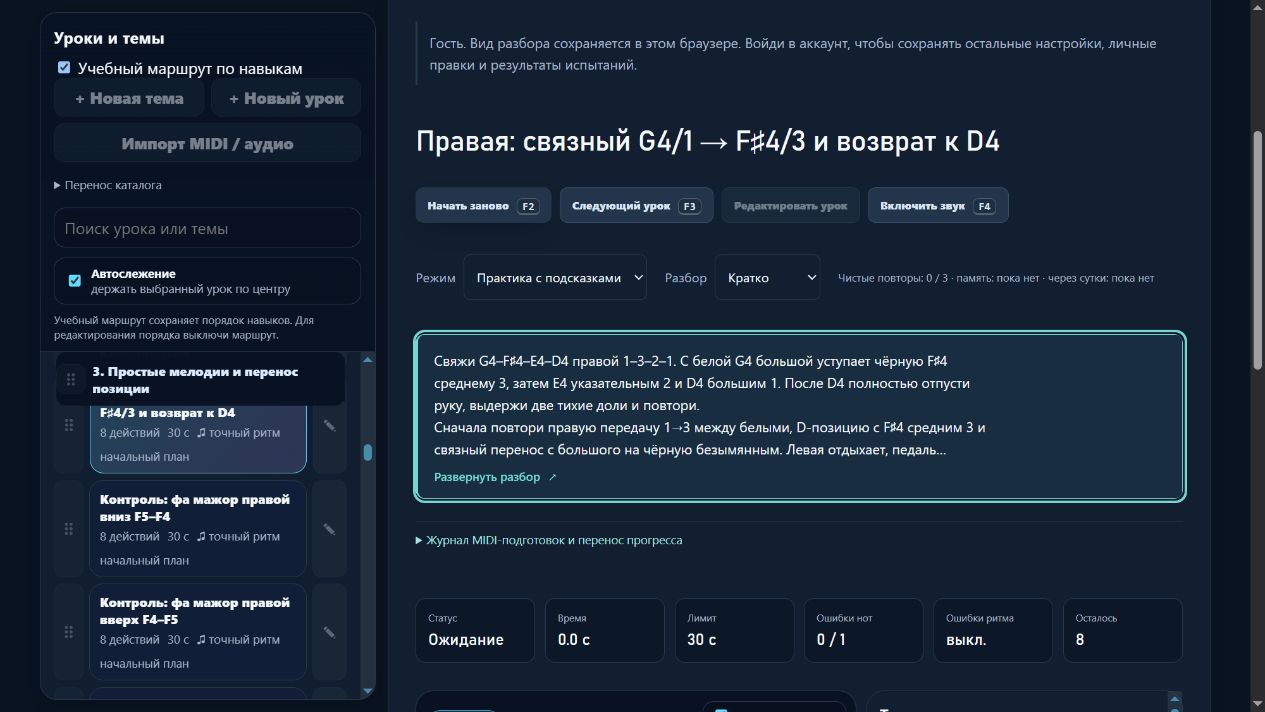 Уроки и темы
Учебный маршрут по навыкам
+ Новая тема
+ Новый урок
Импорт MIDI / аудио
Перенос каталога
Поиск урока или темы
Автослежение
держать выбранный урок по центру
Учебный маршрут сохраняет порядок навыков. Для
редактирования порядка выключи маршрут.
3. Простые мелодии и перенос
позиции
F♯4/3 и возврат к D4
8 действий 30 с ♫ точный ритм
начальный план
Контроль: фа мажор правой
вниз F5–F4
8 действий 30 с ♫ точный ритм
начальный план
Контроль: фа мажор правой
вверх F4–F5
8 действий 30 с ♫ точный ритм
начальный план
Гость. Вид разбора сохраняется в этом браузере. Войди в аккаунт, чтобы сохранять остальные настройки, личные
правки и результаты испытаний.
Правая: связный G4/1 → F♯4/3 и возврат к D4
Начать заново F2
Следующий урок F3
Редактировать урок
Включить звук F4
Режим
Практика с подсказками
Разбор
Кратко
Чистые повторы: 0 / 3 · память: пока нет · через сутки: пока нет
Свяжи G4–F♯4–E4–D4 правой 1–3–2–1. С белой G4 большой уступает чёрную F♯4
среднему 3, затем E4 указательным 2 и D4 большим 1. После D4 полностью отпусти
руку, выдержи две тихие доли и повтори.
Сначала повтори правую передачу 1→3 между белыми, D-позицию с F♯4 средним 3 и
связный перенос с большого на чёрную безымянным. Левая отдыхает, педаль...
Развернуть разбор ↗
Журнал MIDI-подготовок и перенос прогресса
Статус
Ожидание
Время
0.0 с
Лимит
30 с
Ошибки нот
0 / 1
Ошибки ритма
выкл.
Осталось
8